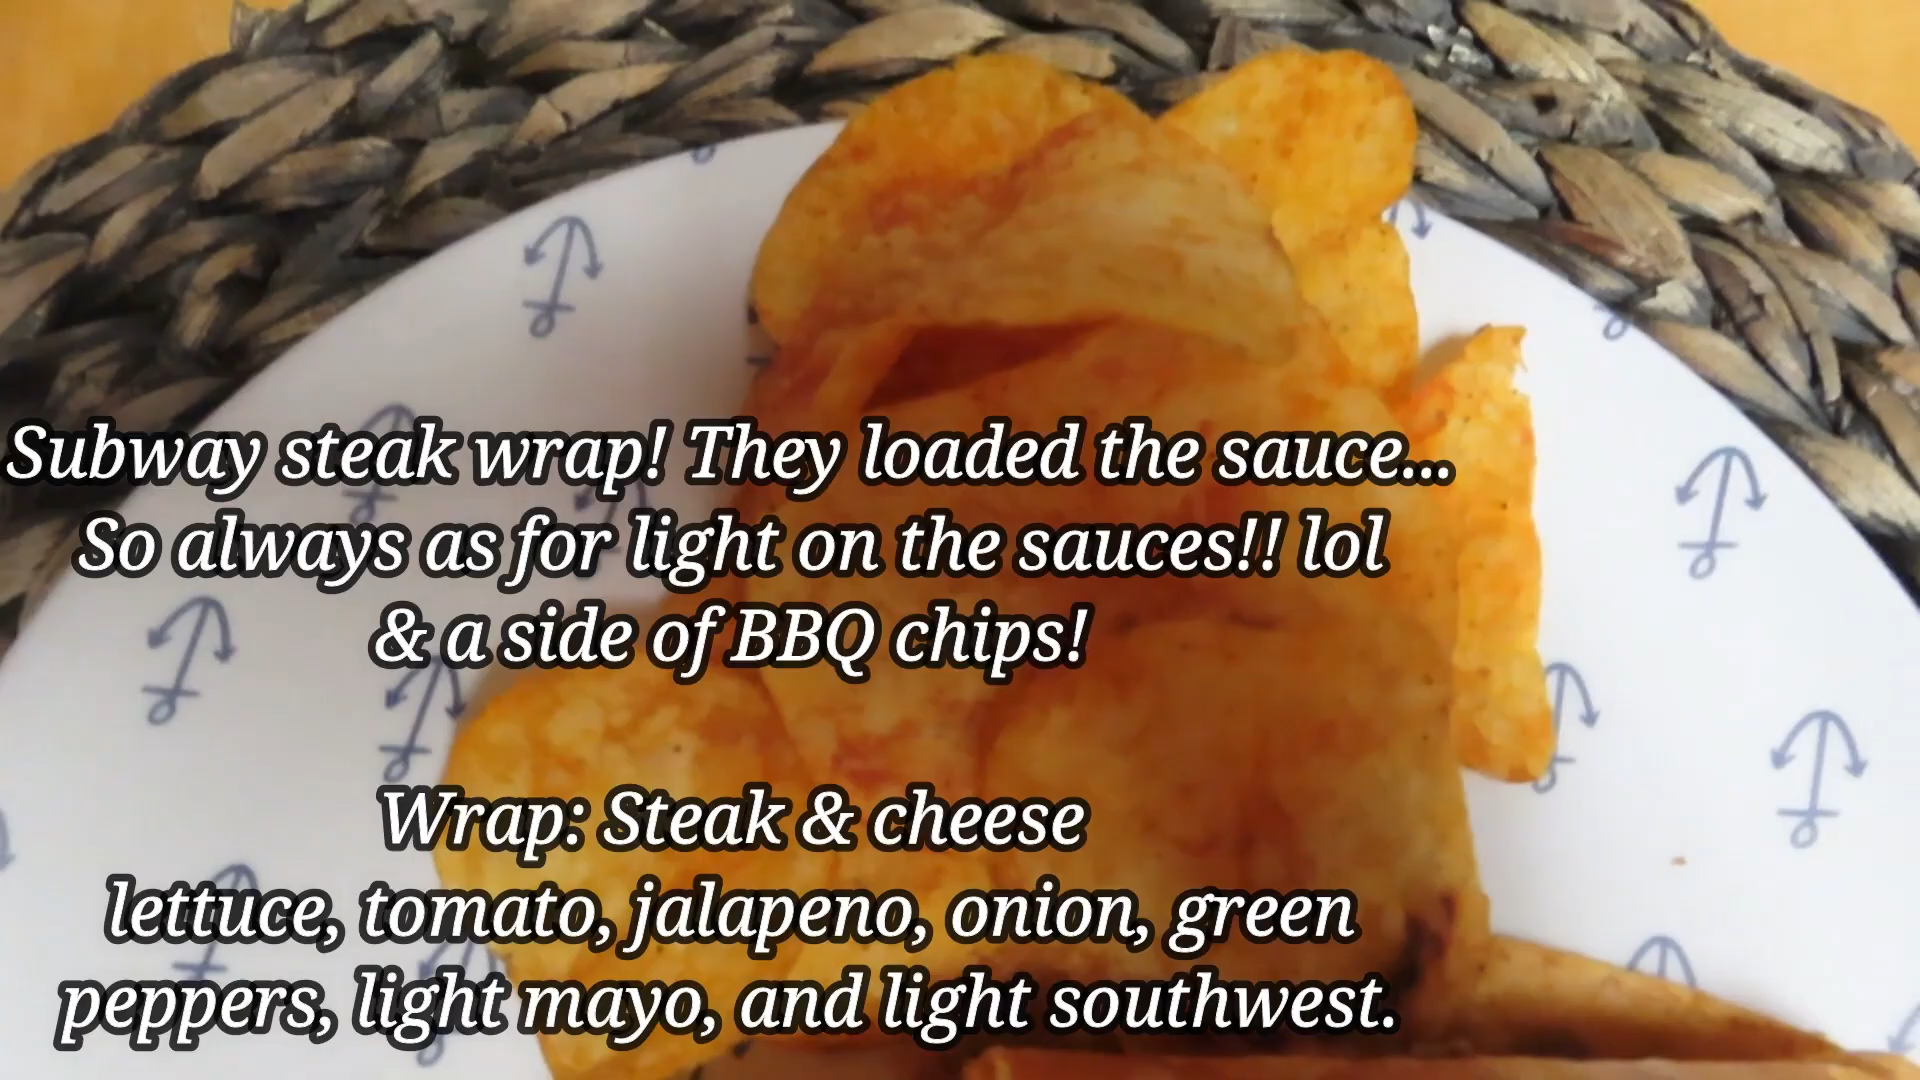 Subway steak wrap! They loaded the sauce...
So always as for light on the sauces!! lol
& a side of BBQ chips!
Wrap: Steak & cheese
lettuce, tomato, jalapeno, onion, green
peppers, light mayo, and light southwest.